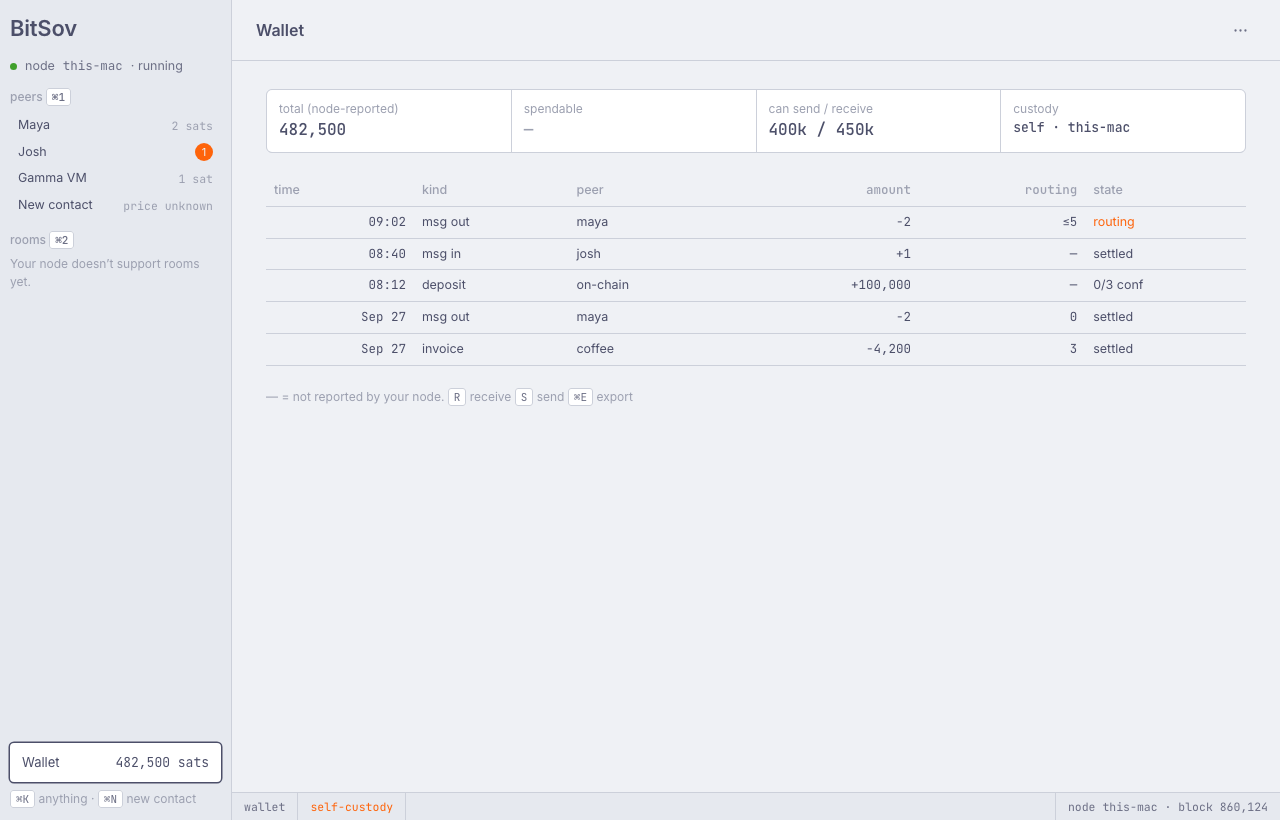 BitSov
node this-mac · running
peers ⌘1
Maya 2 sats
Josh 1
Gamma VM 1 sat
New contact price unknown
rooms ⌘2
Your node doesn't support rooms
yet.
Wallet 482,500 sats
⌘K anything · ⌘N new contact
Wallet ···
total (node-reported) spendable can send / receive custody
482,500 — 400k / 450k self · this-mac
time kind peer amount routing state
09:02 msg out maya -2 ≤5 routing
08:40 msg in josh +1 — settled
08:12 deposit on-chain +100,000 — 0/3 conf
Sep 27 msg out maya -2 0 settled
Sep 27 invoice coffee -4,200 3 settled
— = not reported by your node. R receive S send ⌘E export
wallet self-custody node this-mac · block 860,124